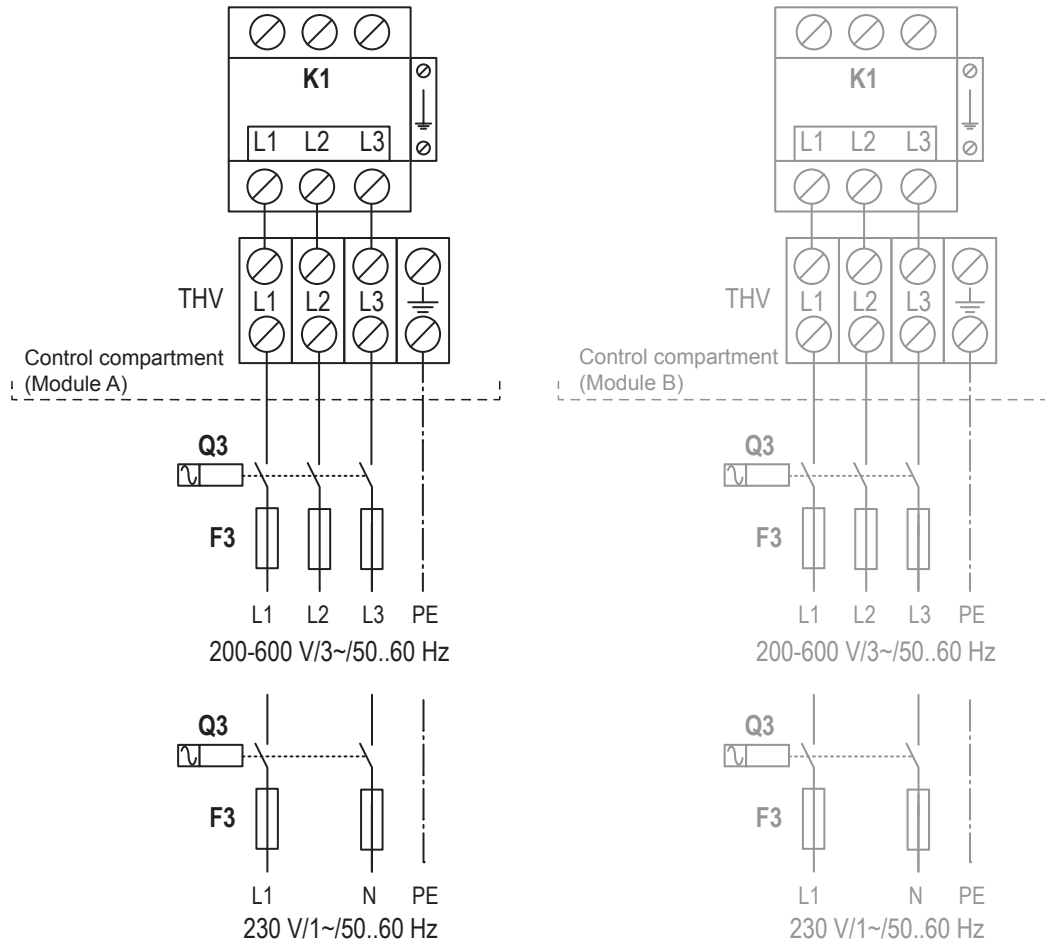 K1
L1 L2 L3
THV L1 L2 L3
Control compartment
(Module A)
Q3
F3
L1 L2 L3 PE
200-600 V/3~/50..60 Hz
Q3
F3
L1 N PE
230 V/1~/50..60 Hz
K1
L1 L2 L3
THV L1 L2 L3
Control compartment
(Module B)
Q3
F3
L1 L2 L3 PE
200-600 V/3~/50..60 Hz
Q3
F3
L1 N PE
230 V/1~/50..60 Hz